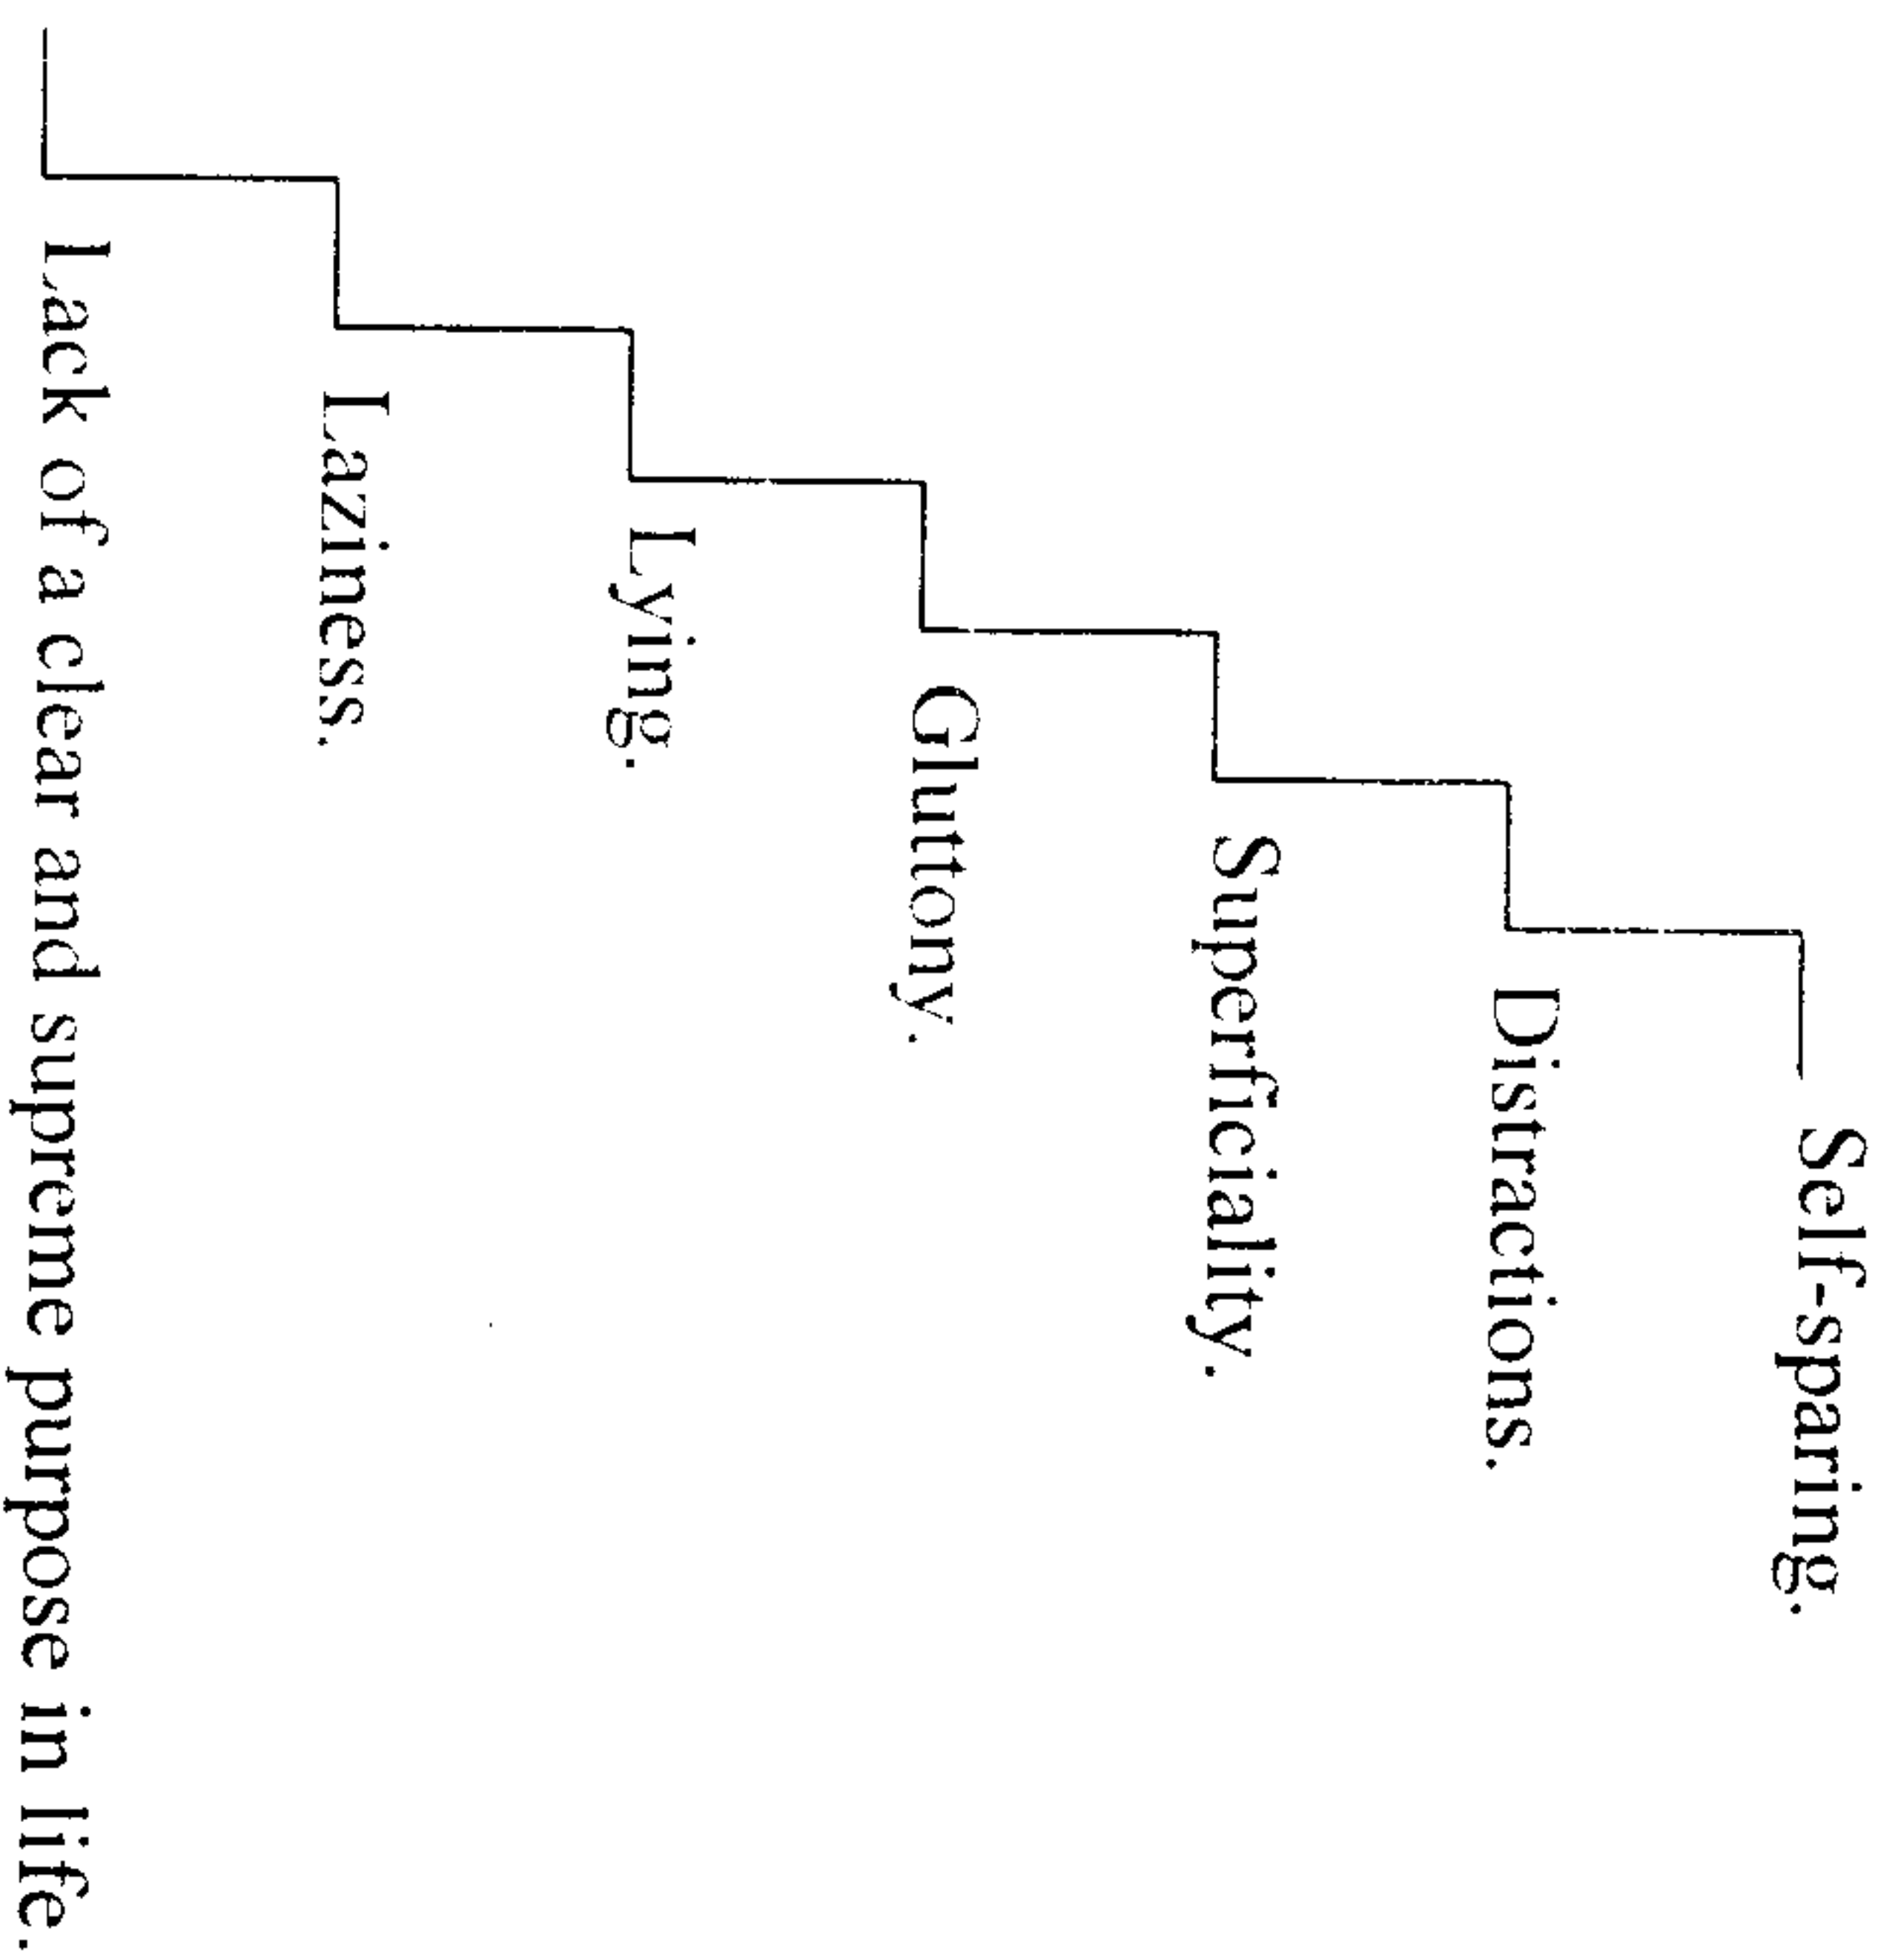 Self-sparing.
Distractions.
Superficiality.
Gluttony.
Lying.
Laziness.
Lack of a clear and supreme purpose in life.